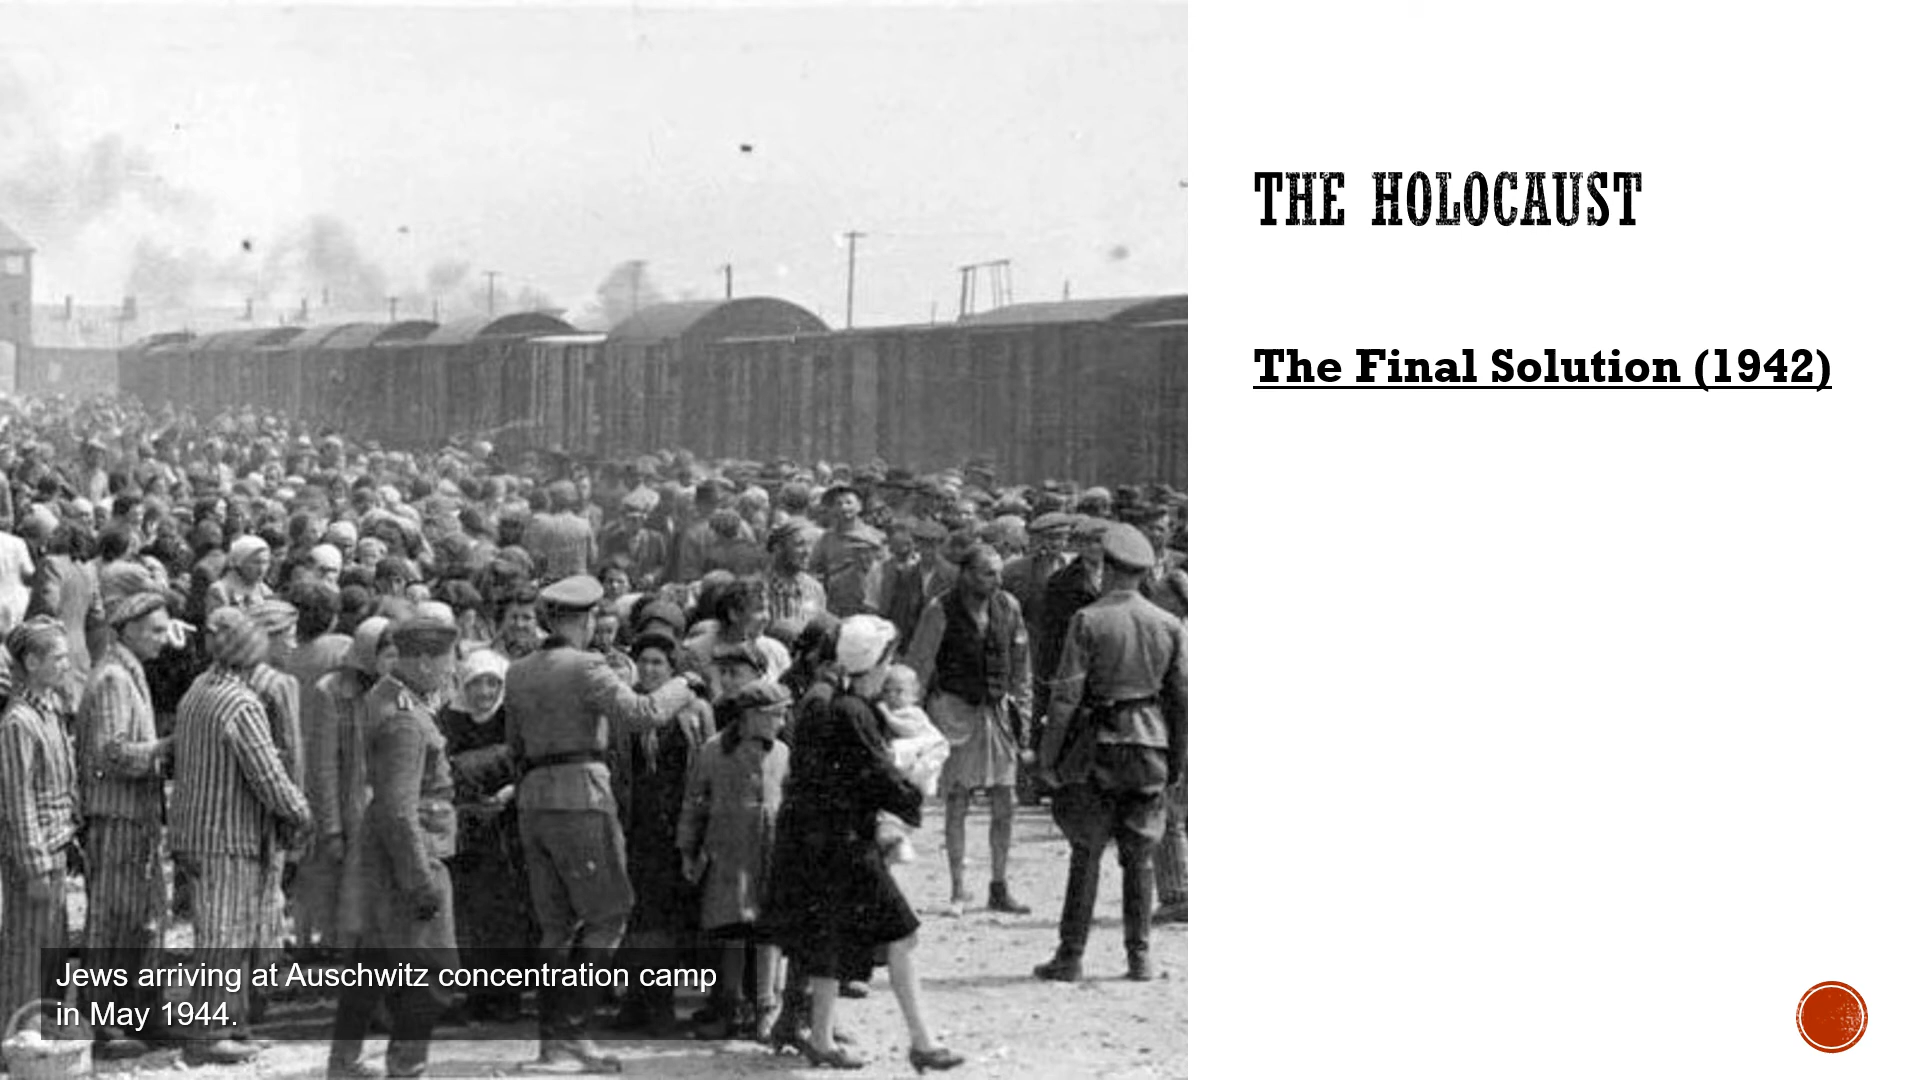 THE HOLOCAUST
The Final Solution (1942)
Jews arriving at Auschwitz concentration camp
in May 1944.